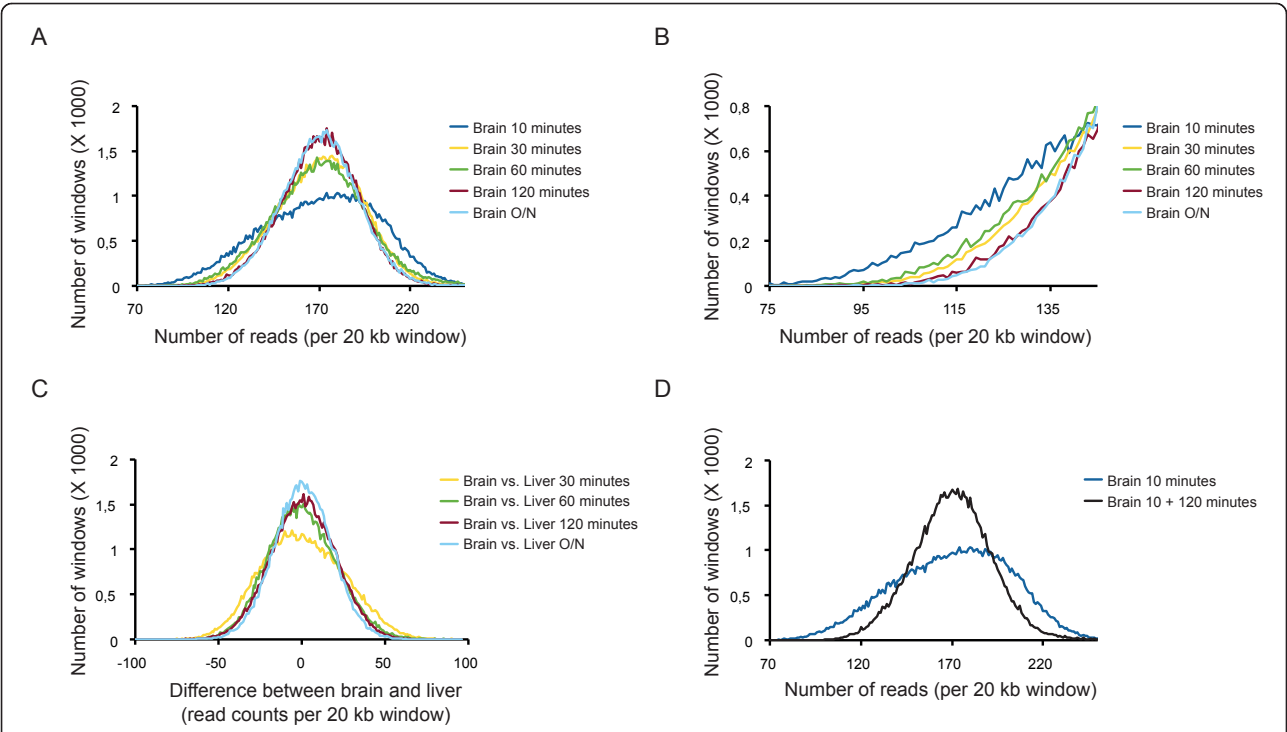 A
Number of windows (X 1000)
2
1,5
1
0,5
0
70
120
170
220
Number of reads (per 20 kb window)
Brain 10 minutes
Brain 30 minutes
Brain 60 minutes
Brain 120 minutes
Brain O/N
B
Number of windows (X 1000)
0,8
0,6
0,4
0,2
0
75
95
115
135
Number of reads (per 20 kb window)
Brain 10 minutes
Brain 30 minutes
Brain 60 minutes
Brain 120 minutes
Brain O/N
C
Number of windows (X 1000)
2
1,5
1
0,5
0
-100
-50
0
50
100
Difference between brain and liver
(read counts per 20 kb window)
Brain vs. Liver 30 minutes
Brain vs. Liver 60 minutes
Brain vs. Liver 120 minutes
Brain vs. Liver O/N
D
Number of windows (X 1000)
2
1,5
1
0,5
0
70
120
170
220
Number of reads (per 20 kb window)
Brain 10 minutes
Brain 10 + 120 minutes